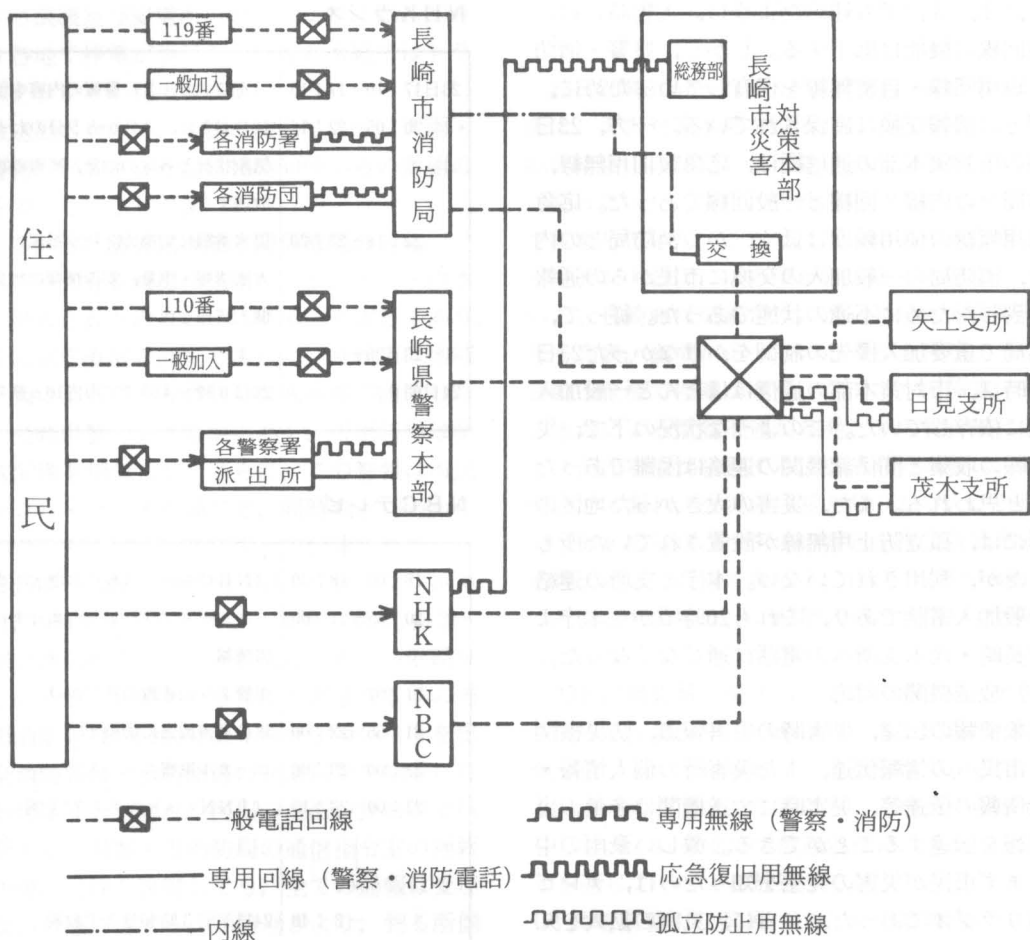 住民
119番
一般加入
各消防署
各消防団
長崎市消防局
110番
一般加入
各警察署
派出所
長崎県警察本部
NHK
NBC
総務部
長崎市災害
対策本部
交換
矢上支所
日見支所
茂木支所
一般電話回線
専用回線（警察・消防電話）
内線
専用無線（警察・消防）
応急復旧用無線
孤立防止用無線